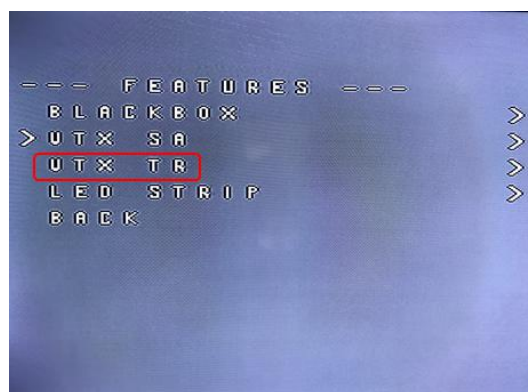 --- FEATURES ---
BLACKBOX >
> VTX SA >
VTX TR >
LED STRIP >
BACK